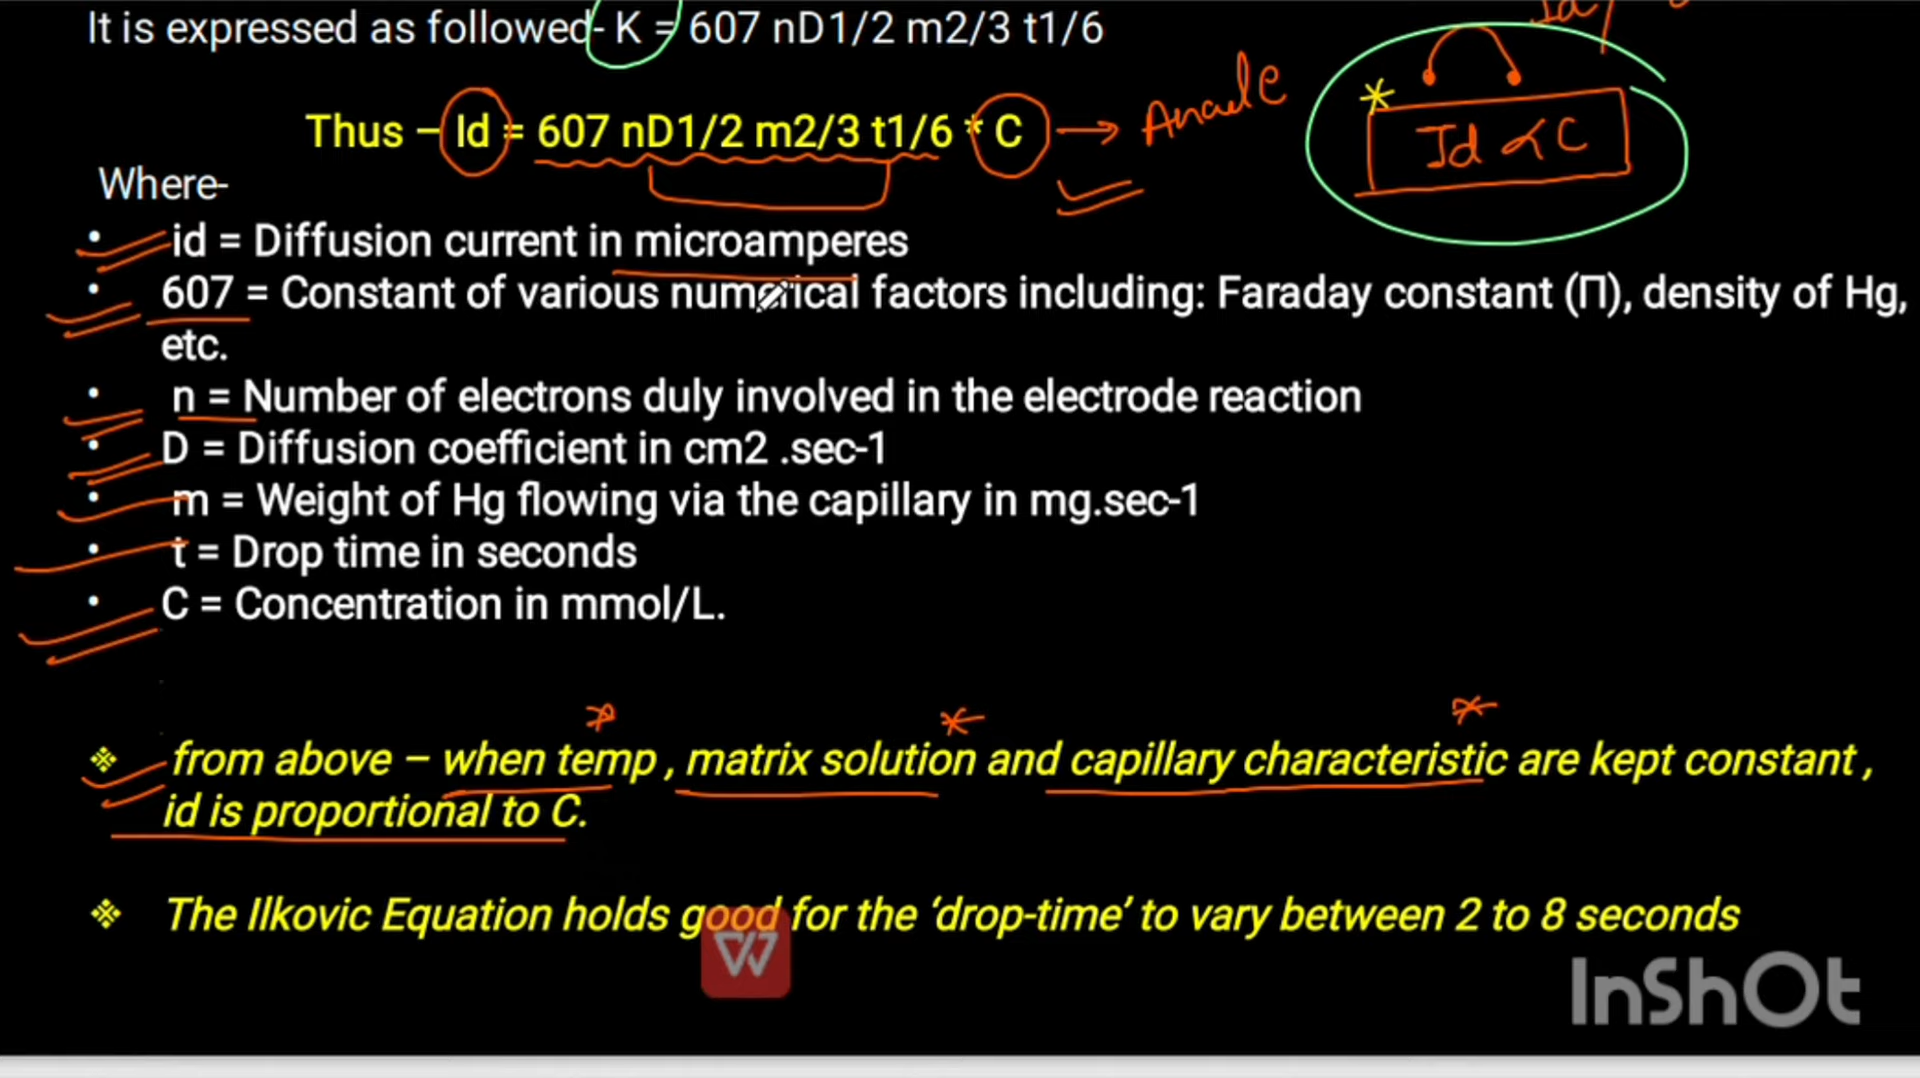 It is expressed as followed- K = 607 nD1/2 m2/3 t1/6
Id
Thus – Id = 607 nD1/2 m2/3 t1/6 * C
* Id ∝ C
Where-
• id = Diffusion current in microamperes
• 607 = Constant of various numerical factors including: Faraday constant (Π), density of Hg,
etc.
• n = Number of electrons duly involved in the electrode reaction
• D = Diffusion coefficient in cm2 .sec-1
• m = Weight of Hg flowing via the capillary in mg.sec-1
• t = Drop time in seconds
• C = Concentration in mmol/L.
❖ from above – when temp , matrix solution and capillary characteristic are kept constant ,
id is proportional to C.
❖ The Ilkovic Equation holds good for the ‘drop-time’ to vary between 2 to 8 seconds
W
InShOt